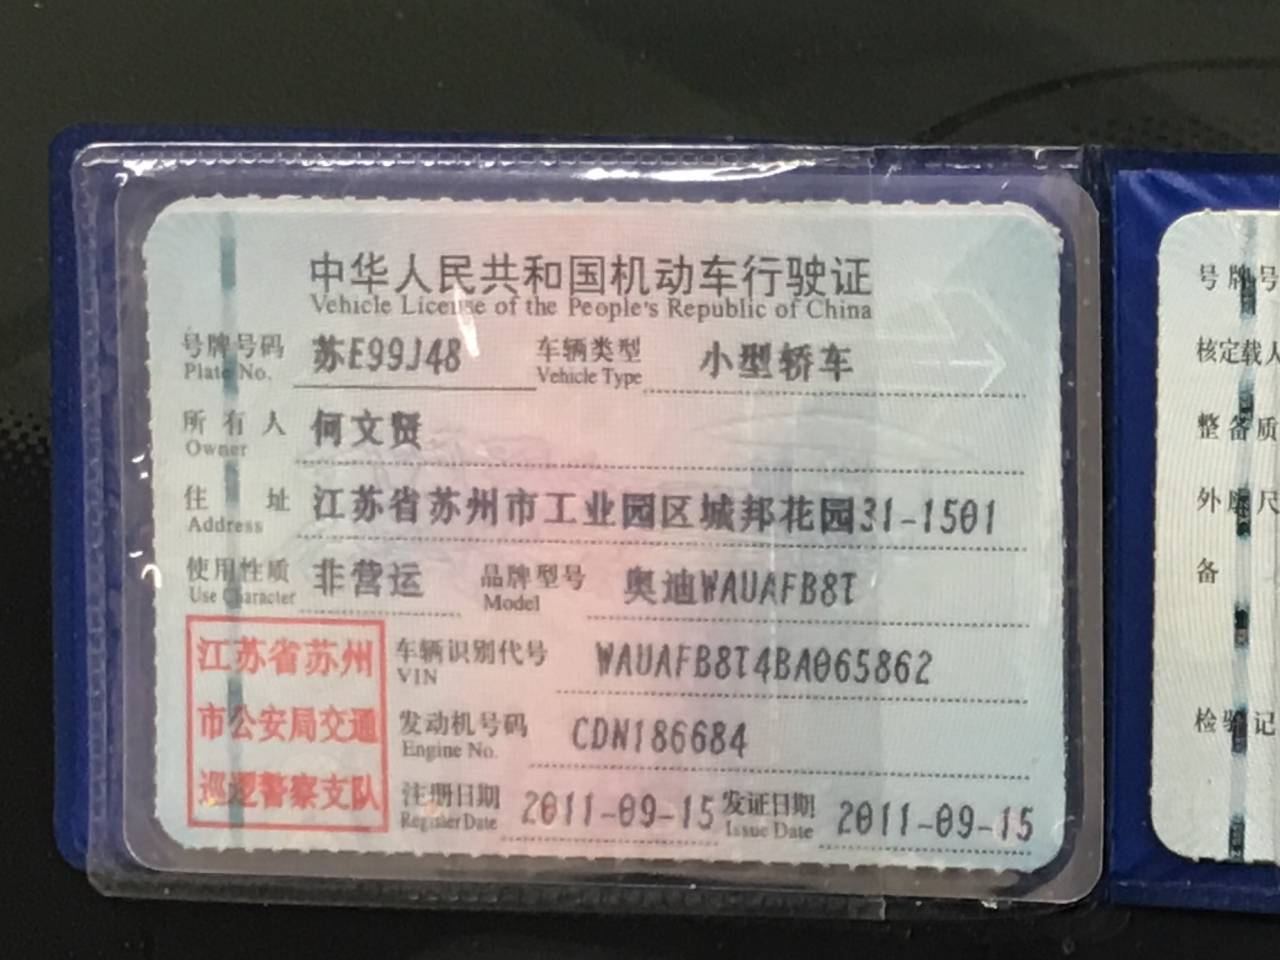 中华人民共和国机动车行驶证
Vehicle License of the People's Republic of China
号牌号码 苏E99J48 车辆类型 小型轿车
Plate No. Vehicle Type
所有人 何文贤
Owner
住址 江苏省苏州市工业园区城邦花园31-1501
Address
使用性质 非营运 品牌型号 奥迪WAUAFB8T
Use Character Model
江苏省苏州
市公安局交通
巡逻警察支队
车辆识别代号 WAUAFB8T4BA065862
VIN
发动机号码 CDN186684
Engine No.
注册日期 2011-09-15 发证日期 2011-09-15
Register Date Issue Date
号牌号
核定载人
整备质
外廓尺
备
检验记